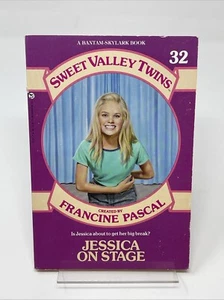 A BANTAM-SKYLARK BOOK
32
SWEET VALLEY TWINS
CREATED BY
FRANCINE PASCAL
Is Jessica about to get her big break?
JESSICA
ON STAGE